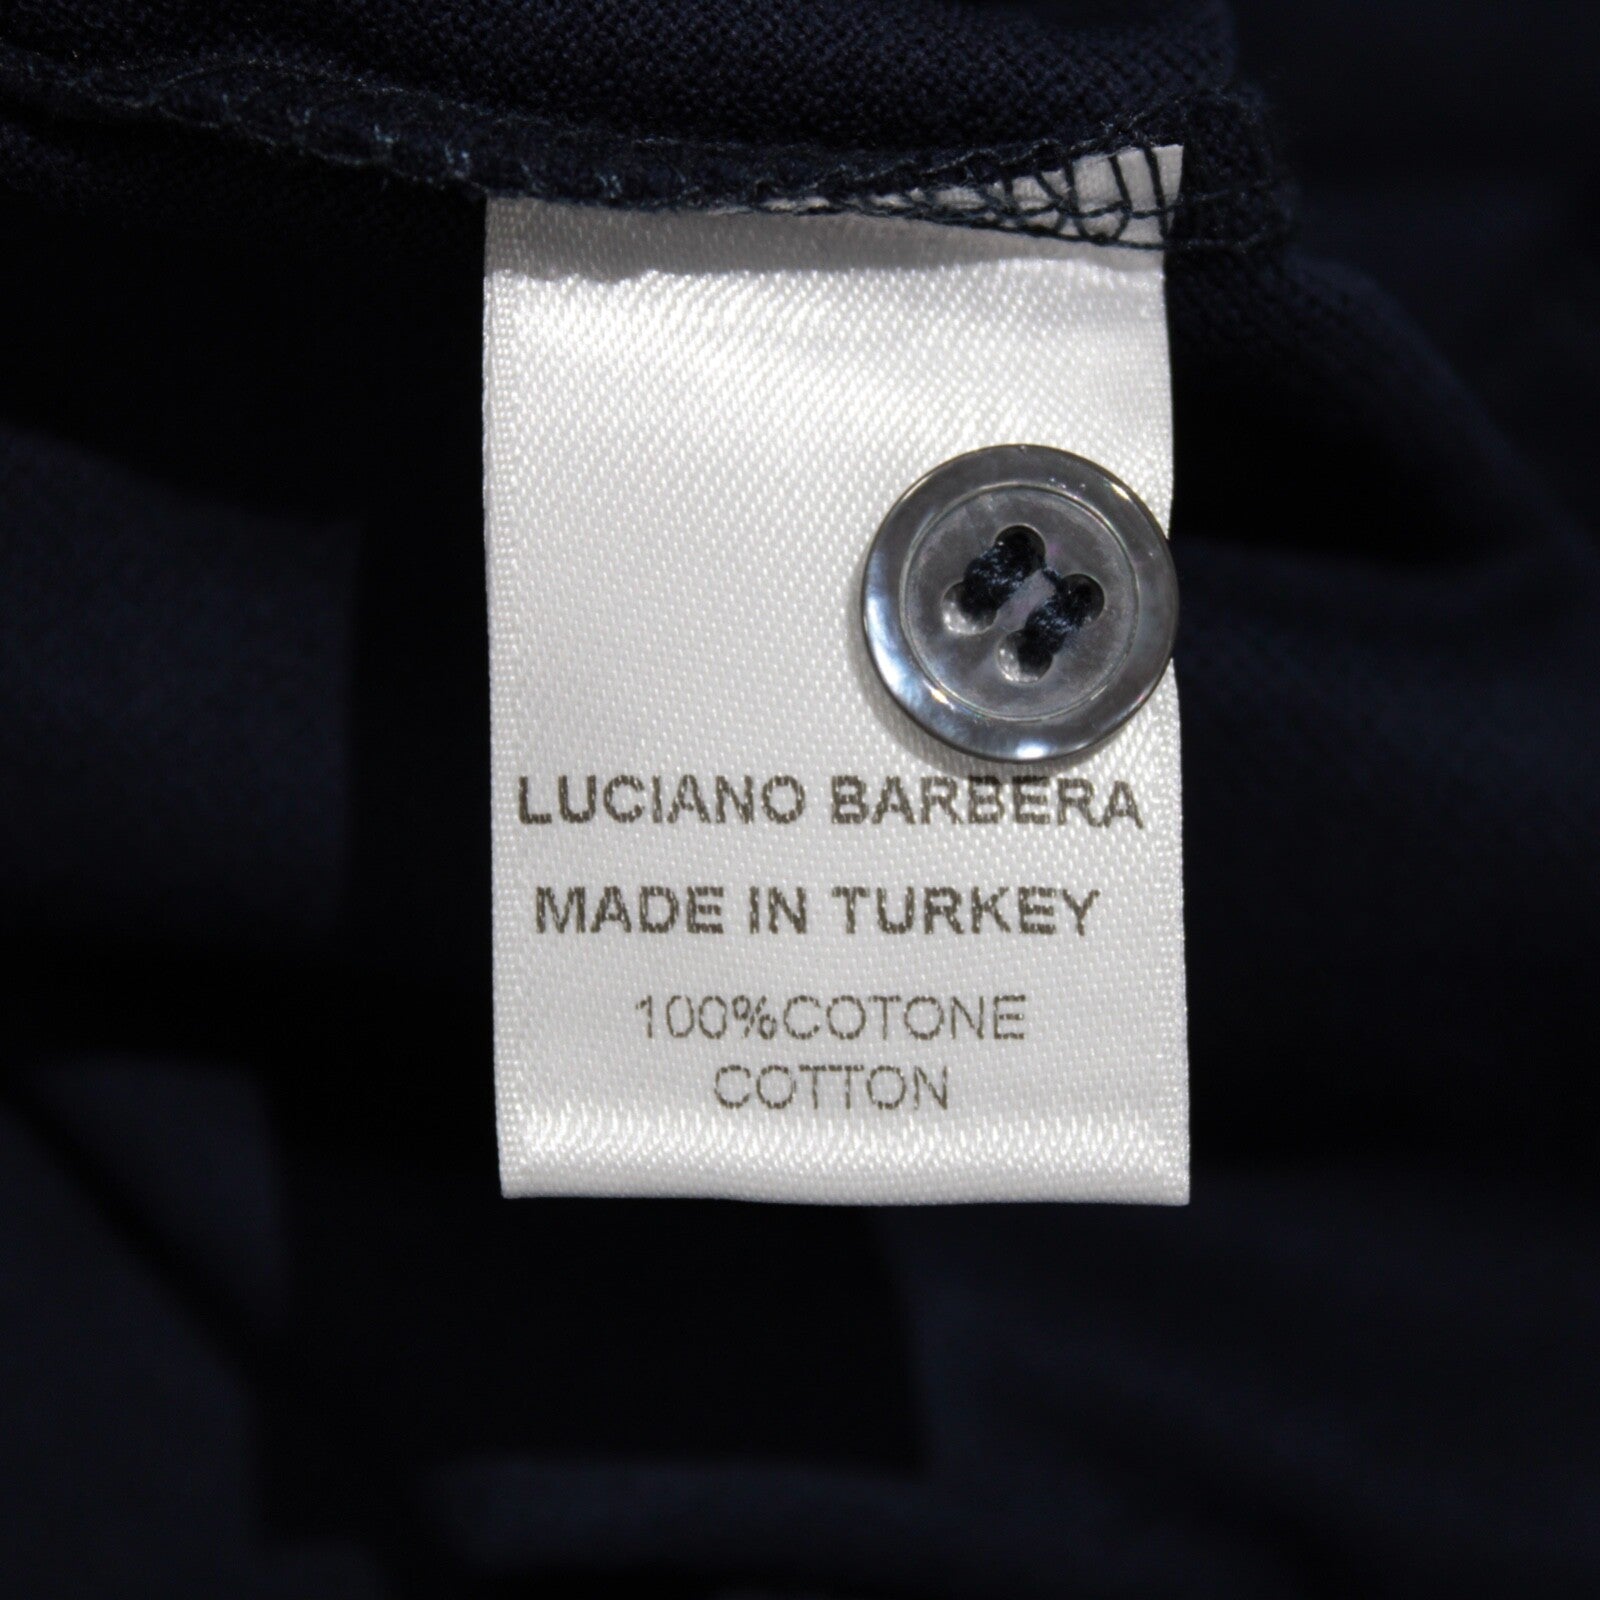 LUCIANO BARBERA
MADE IN TURKEY
100%COTONE
COTTON